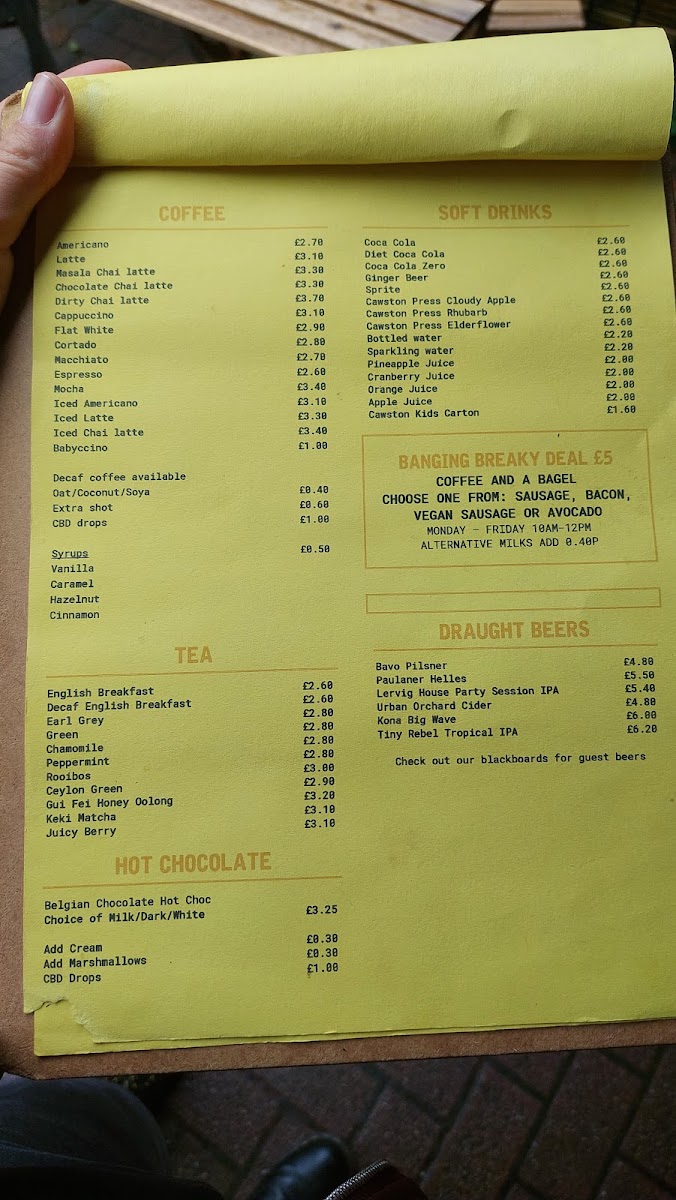 COFFEE
Americano £2.70
Latte £3.10
Masala Chai latte £3.30
Chocolate Chai latte £3.30
Dirty Chai latte £3.70
Cappuccino £3.10
Flat White £2.90
Cortado £2.80
Macchiato £2.70
Espresso £2.60
Mocha £3.40
Iced Americano £3.10
Iced Latte £3.30
Iced Chai latte £3.40
Babyccino £1.00
Decaf coffee available
Oat/Coconut/Soya £0.40
Extra shot £0.60
CBD drops £1.00
Syrups £0.50
Vanilla
Caramel
Hazelnut
Cinnamon
TEA
English Breakfast £2.60
Decaf English Breakfast £2.60
Earl Grey £2.80
Green £2.80
Chamomile £2.80
Peppermint £2.80
Rooibos £3.00
Ceylon Green £2.90
Gui Fei Honey Oolong £3.20
Keki Matcha £3.10
Juicy Berry £3.10
HOT CHOCOLATE
Belgian Chocolate Hot Choc
Choice of Milk/Dark/White £3.25
Add Cream £0.30
Add Marshmallows £0.30
CBD Drops £1.00
SOFT DRINKS
Coca Cola £2.60
Diet Coca Cola £2.60
Coca Cola Zero £2.60
Ginger Beer £2.60
Sprite £2.60
Cawston Press Cloudy Apple £2.60
Cawston Press Rhubarb £2.60
Cawston Press Elderflower £2.60
Bottled water £2.20
Sparkling water £2.20
Pineapple Juice £2.00
Cranberry Juice £2.00
Orange Juice £2.00
Apple Juice £2.00
Cawston Kids Carton £1.60
BANGING BREAKY DEAL £5
COFFEE AND A BAGEL
CHOOSE ONE FROM: SAUSAGE, BACON,
VEGAN SAUSAGE OR AVOCADO
MONDAY - FRIDAY 10AM-12PM
ALTERNATIVE MILKS ADD 0.40P
DRAUGHT BEERS
Bavo Pilsner £4.80
Paulaner Helles £5.50
Lervig House Party Session IPA £5.40
Urban Orchard Cider £4.80
Kona Big Wave £6.00
Tiny Rebel Tropical IPA £6.20
Check out our blackboards for guest beers